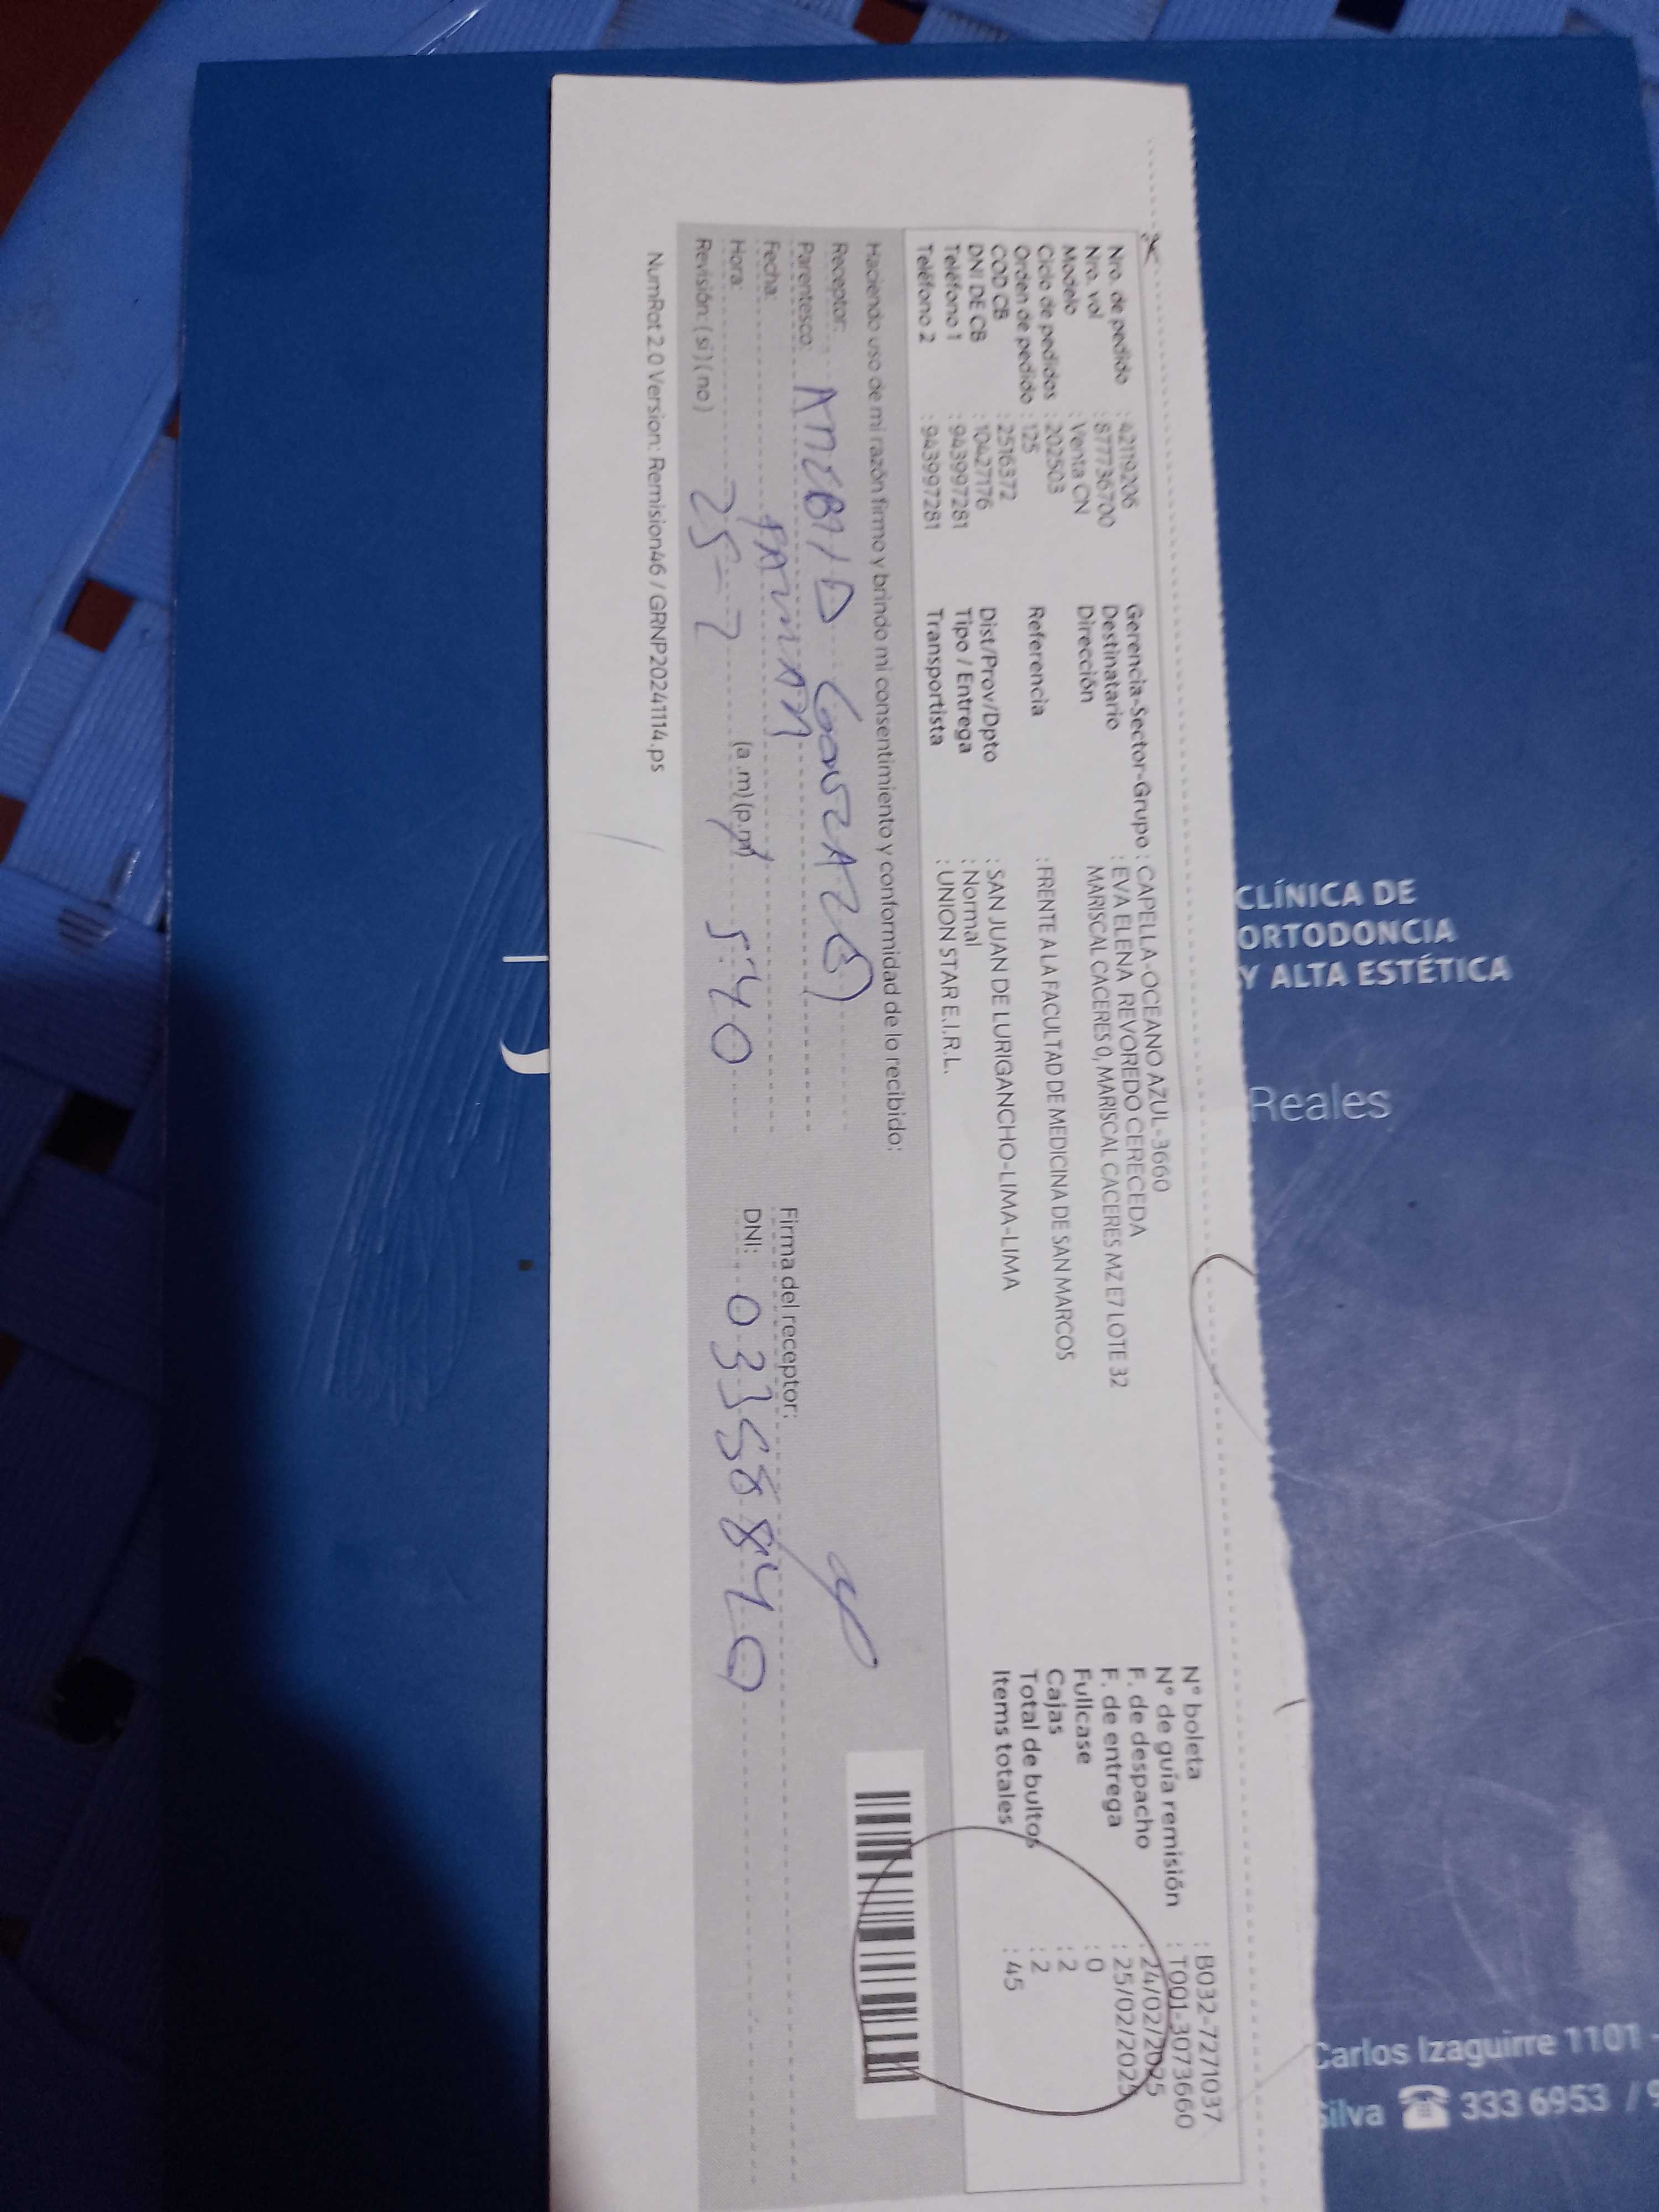 CLÍNICA DE
ORTODONCIA
Y ALTA ESTÉTICA
Reales
Carlos Izaguirre 1101 -
Silva ☎ 333 6953 / 9
Nro. de pedido : 42119206
Nro. vol : 877736700
Modelo : Venta CN
Ciclo de pedidos : 202503
Orden de pedido : 125
COD CB : 2516372
DNI DE CB : 10427176
Teléfono 1 : 943997281
Teléfono 2 : 943997281
Gerencia-Sector-Grupo : CAPELLA-OCEANO AZUL-3660
Destinatario : EVA ELENA REVOREDO CERECEDA
Dirección MARISCAL CACERES 0, MARISCAL CACERES MZ E7 LOTE 32
Referencia : FRENTE A LA FACULTAD DE MEDICINA DE SAN MARCOS
Dist/Prov/Dpto : SAN JUAN DE LURIGANCHO-LIMA-LIMA
Tipo / Entrega : Normal
Transportista : UNION STAR E.I.R.L.
N° boleta : B032-7271037
N° de guía remisión : T001-3073660
F. de despacho : 24/02/2025
F. de entrega : 25/02/2025
Fullcase : 0
Cajas : 2
Total de bultos : 2
Items totales : 45
Haciendo uso de mi razón firmo y brindo mi consentimiento y conformidad de lo recibido:
Receptor:
Parentesco:
Fecha:
Hora: (a .m) (p.m)
Revisión: ( si ) ( no )
25-2
5:40
Firma del receptor:
DNI: 03358840
NumRot 2.0 Version: Remision46 / GRNP20241114.ps